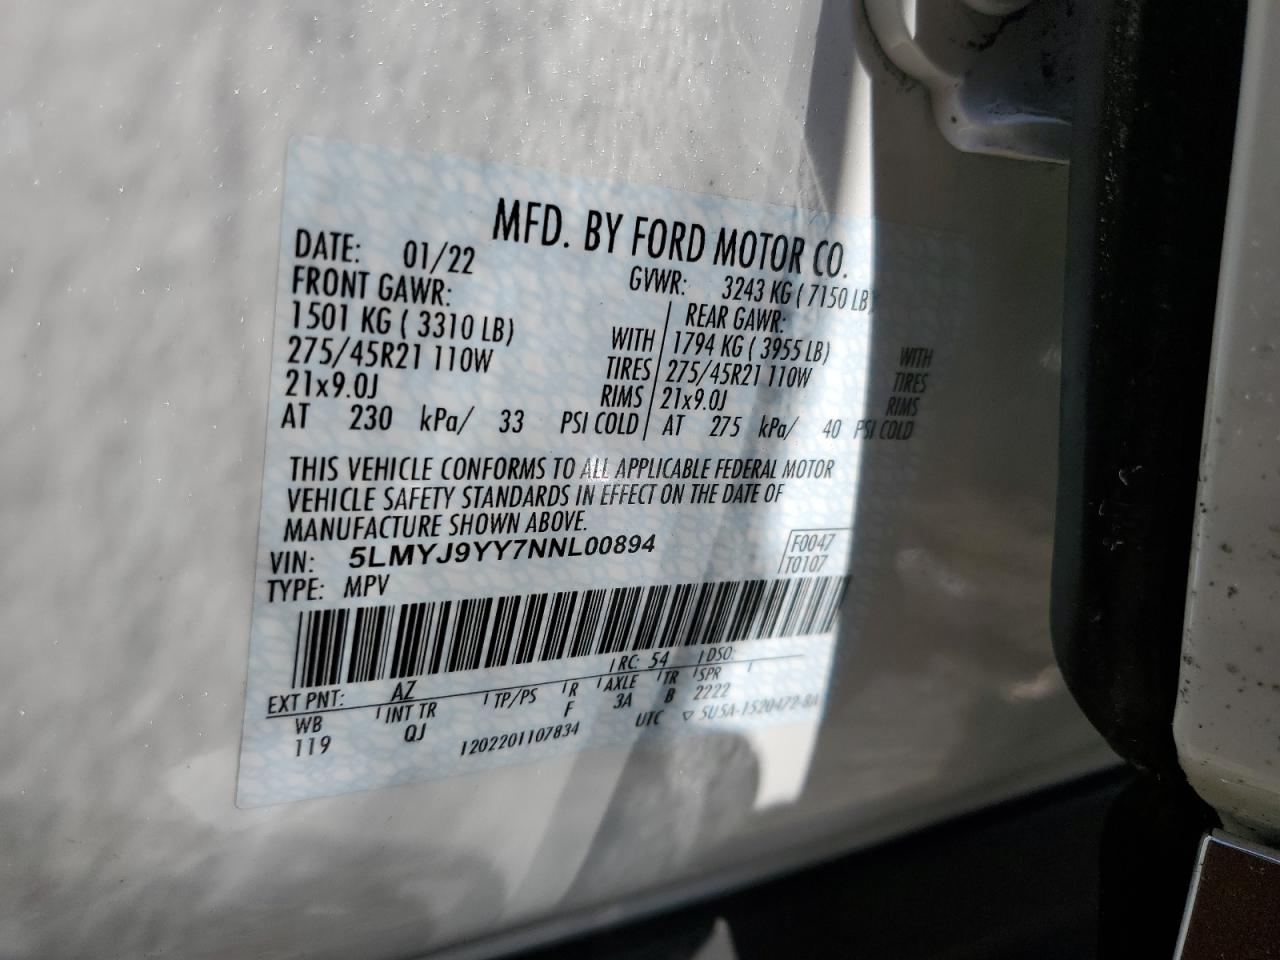 MFD. BY FORD MOTOR CO.
DATE: 01/22 GVWR: 3243 KG ( 7150 LB)
FRONT GAWR: REAR GAWR:
1501 KG ( 3310 LB) WITH 1794 KG ( 3955 LB) WITH
275/45R21 110W TIRES 275/45R21 110W TIRES
21x9.0J RIMS 21x9.0J RIMS
AT 230 kPa/ 33 PSI COLD AT 275 kPa/ 40 PSI COLD
THIS VEHICLE CONFORMS TO ALL APPLICABLE FEDERAL MOTOR
VEHICLE SAFETY STANDARDS IN EFFECT ON THE DATE OF
MANUFACTURE SHOWN ABOVE.
VIN: 5LMYJ9YY7NNL00894 F0047
TYPE: MPV T0107
EXT PNT: AZ RC: 54 DSO:
WB INT TR TP/PS R AXLE TR SPR
119 QJ F 3A B 2222
1202201107834 UTC ▽ 5U5A-1520472-BA